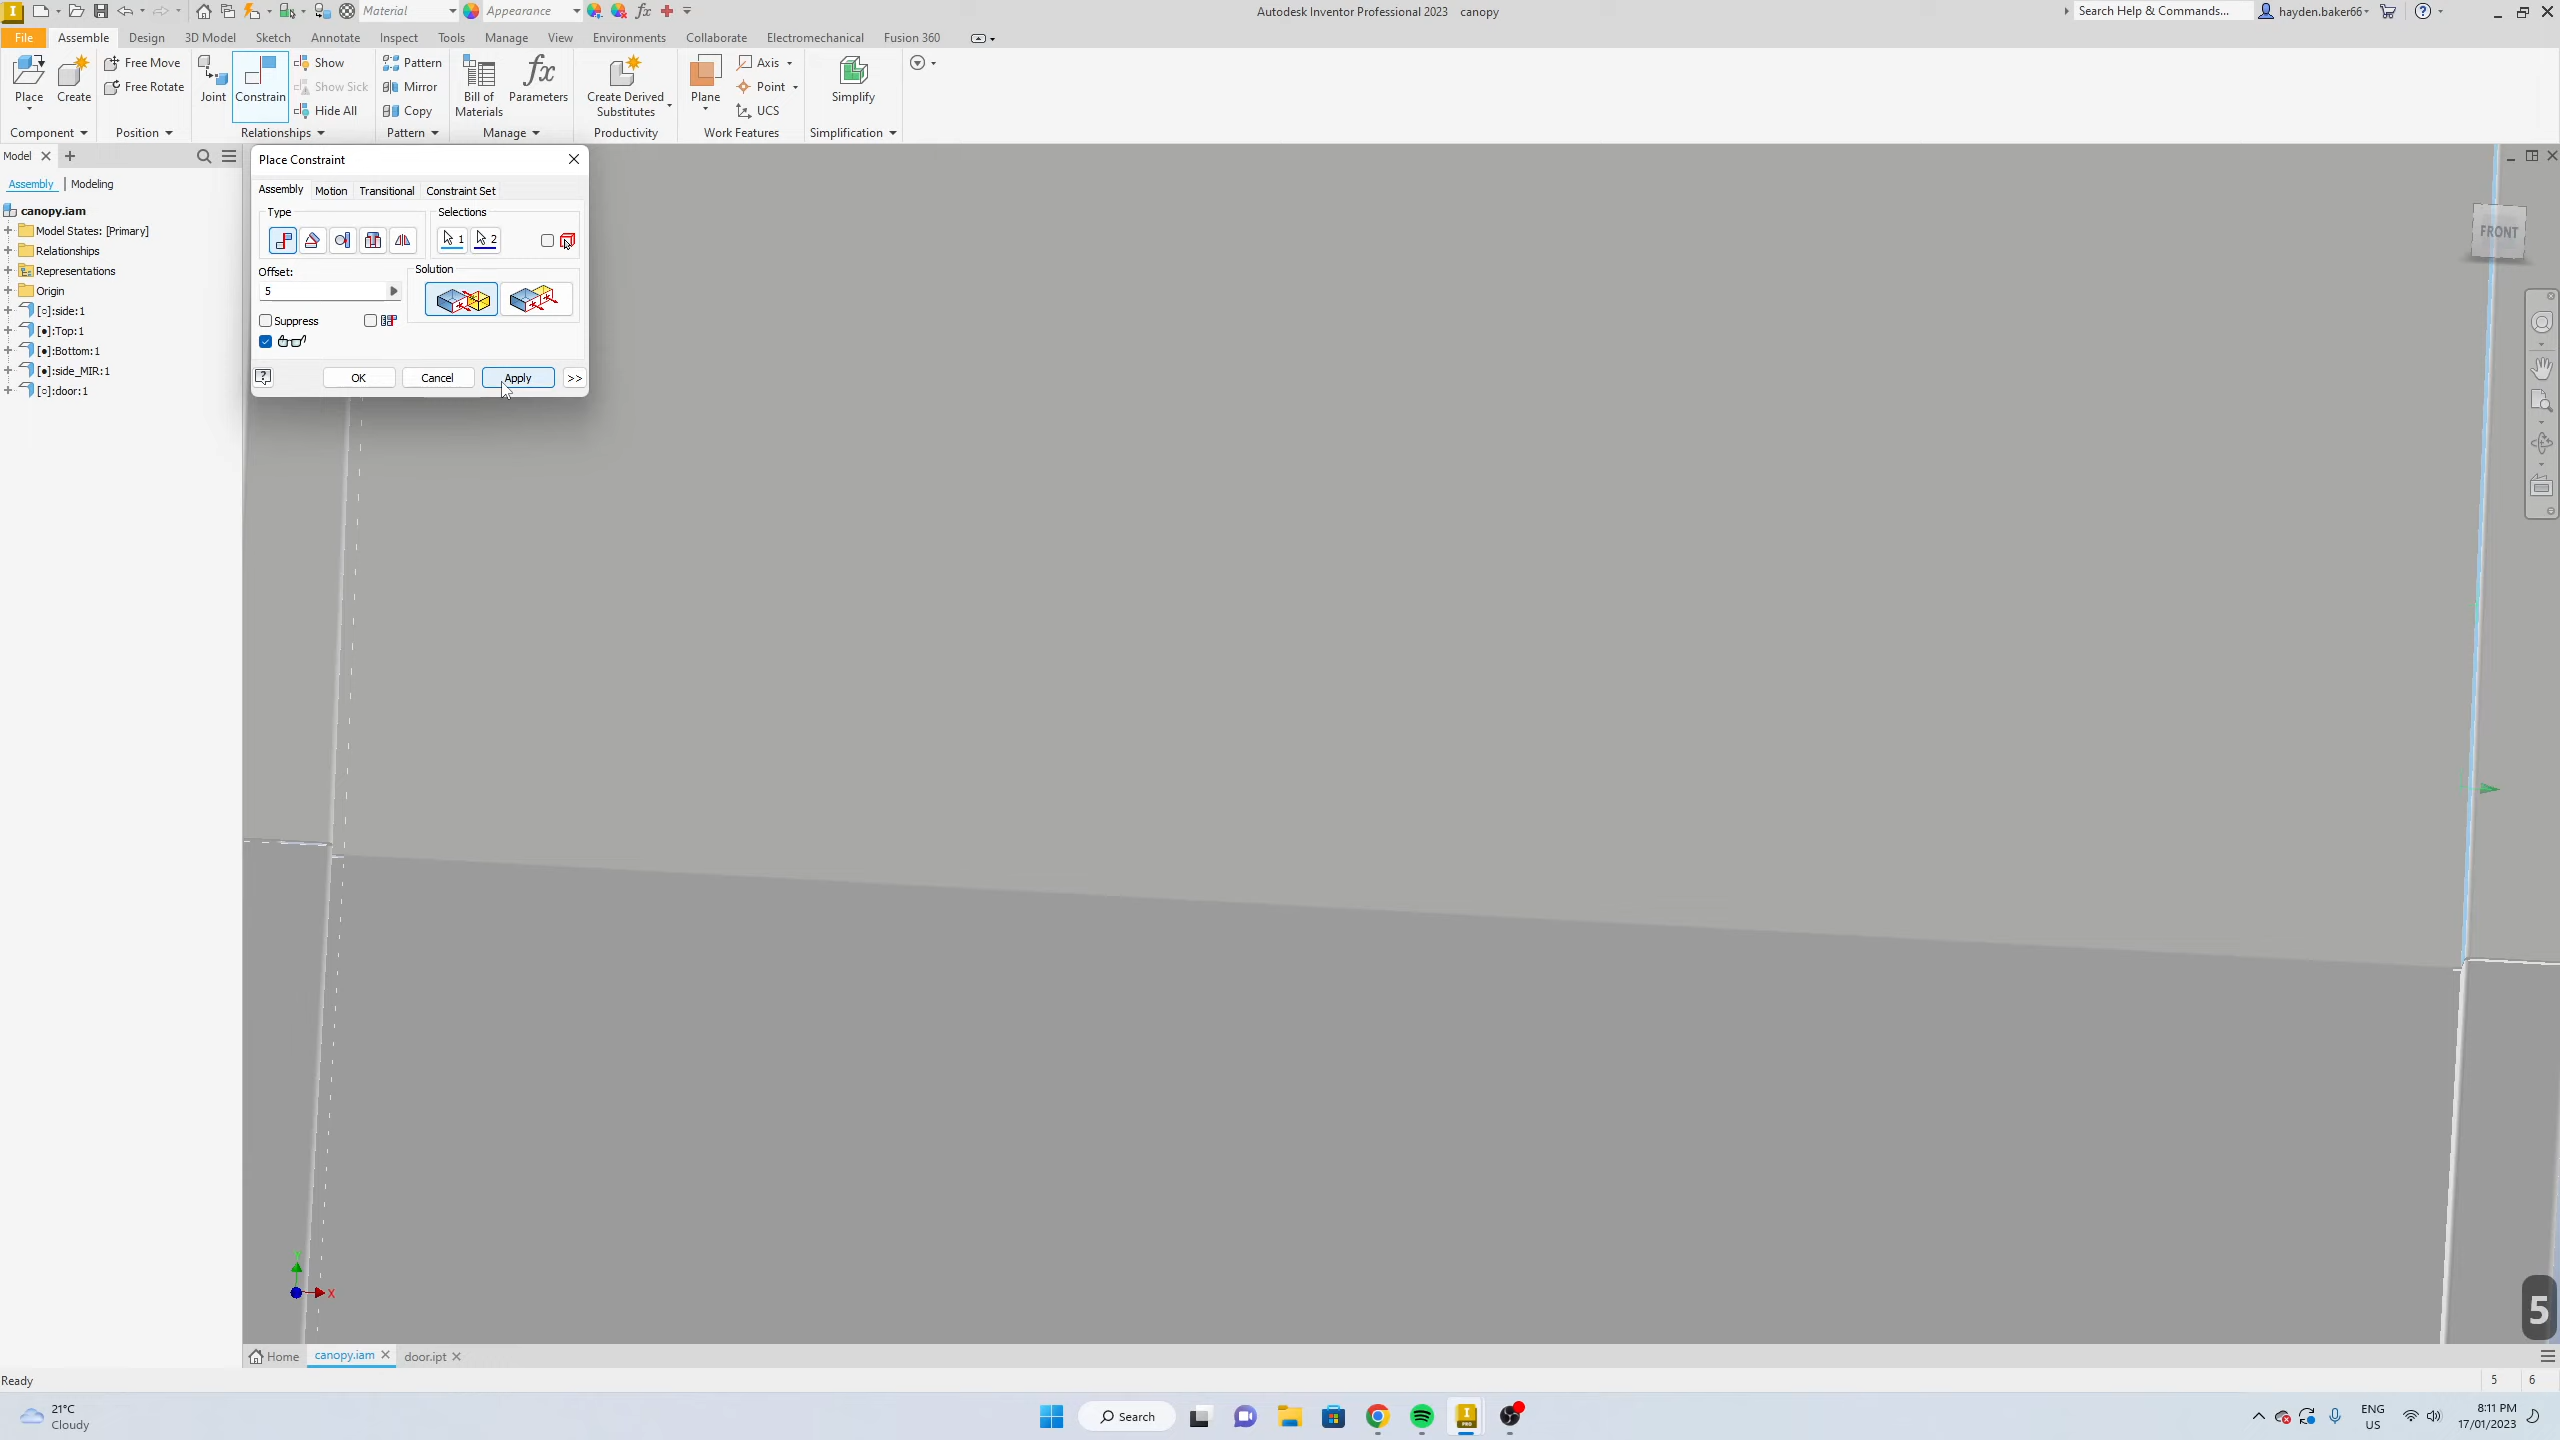 Material
Appearance
fx
Autodesk Inventor Professional 2023 canopy
Search Help & Commands...
hayden.baker66
File
Assemble
Design
3D Model
Sketch
Annotate
Inspect
Tools
Manage
View
Environments
Collaborate
Electromechanical
Fusion 360
Place
Create
Free Move
Free Rotate
Joint
Constrain
Show
Show Sick
Hide All
Pattern
Mirror
Copy
Bill of
Materials
fx
Parameters
Create Derived
Substitutes
Plane
Axis
Point
UCS
Simplify
Component
Position
Relationships
Pattern
Manage
Productivity
Work Features
Simplification
Model
Assembly
Modeling
canopy.iam
Model States: [Primary]
Relationships
Representations
Origin
[○]:side:1
[●]:Top:1
[●]:Bottom:1
[●]:side_MIR:1
[○]:door:1
Place Constraint
Assembly
Motion
Transitional
Constraint Set
Type
Selections
1
2
Offset:
5
Solution
Suppress
OK
Cancel
Apply
>>
FRONT
Y
X
5
Home
canopy.iam
door.ipt
Ready
5
6
21°C
Cloudy
Search
ENG
US
8:11 PM
17/01/2023